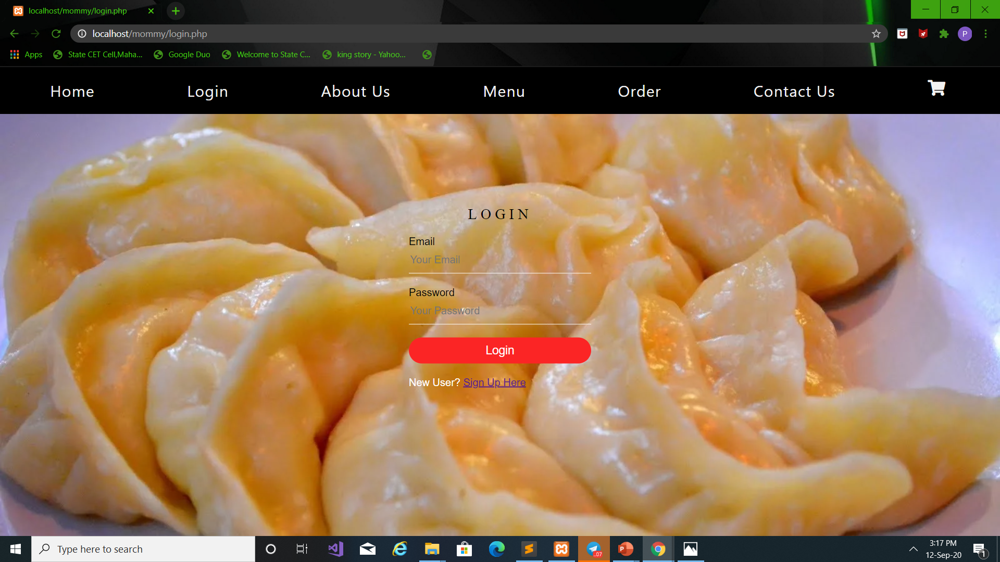 localhost/mommy/login.php
localhost/mommy/login.php
P
Apps
State CET Cell,Maha...
Google Duo
Welcome to State C...
king story - Yahoo...
Home
Login
About Us
Menu
Order
Contact Us
LOGIN
Email
Your Email
Password
Your Password
Login
New User? Sign Up Here
Type here to search
..07
P
3:17 PM
12-Sep-20
1